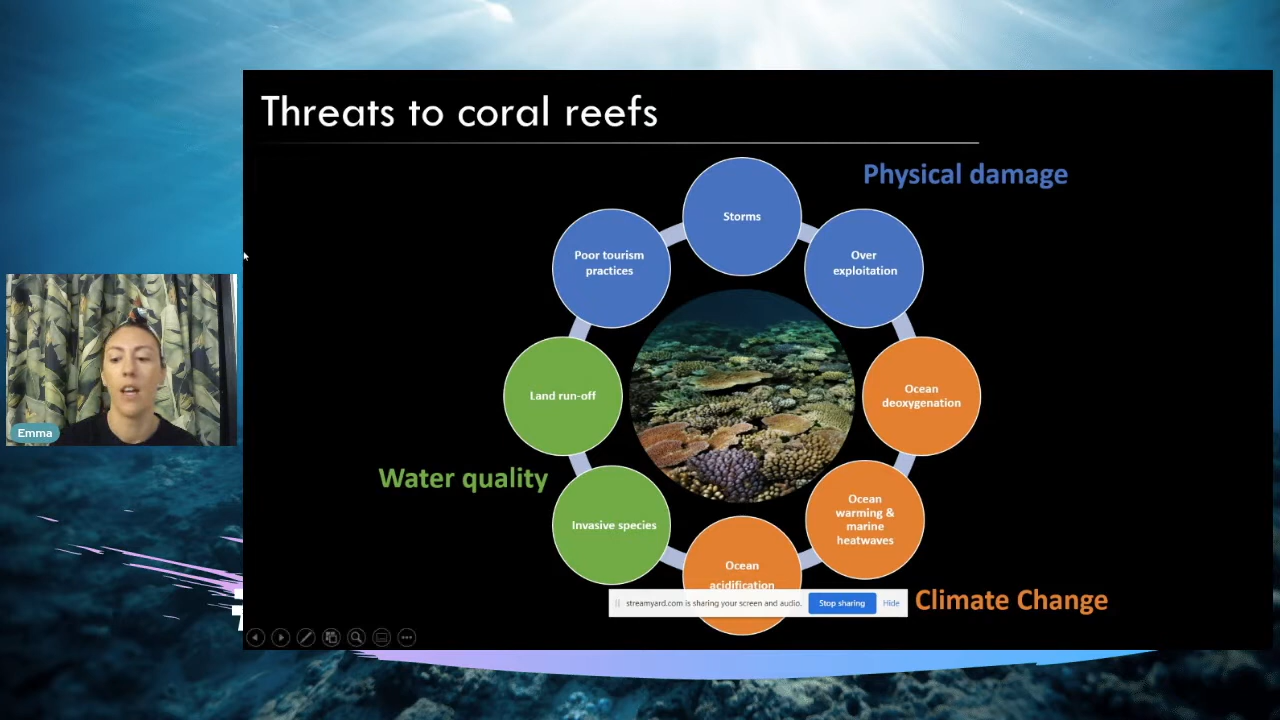 Threats to coral reefs
Physical damage
Storms
Poor tourism
practices
Over
exploitation
Land run-off
Ocean
deoxygenation
Water quality
Invasive species
Ocean
warming &
marine
heatwaves
Ocean
acidification
Climate Change
streamyard.com is sharing your screen and audio.
Stop sharing
Hide
Emma